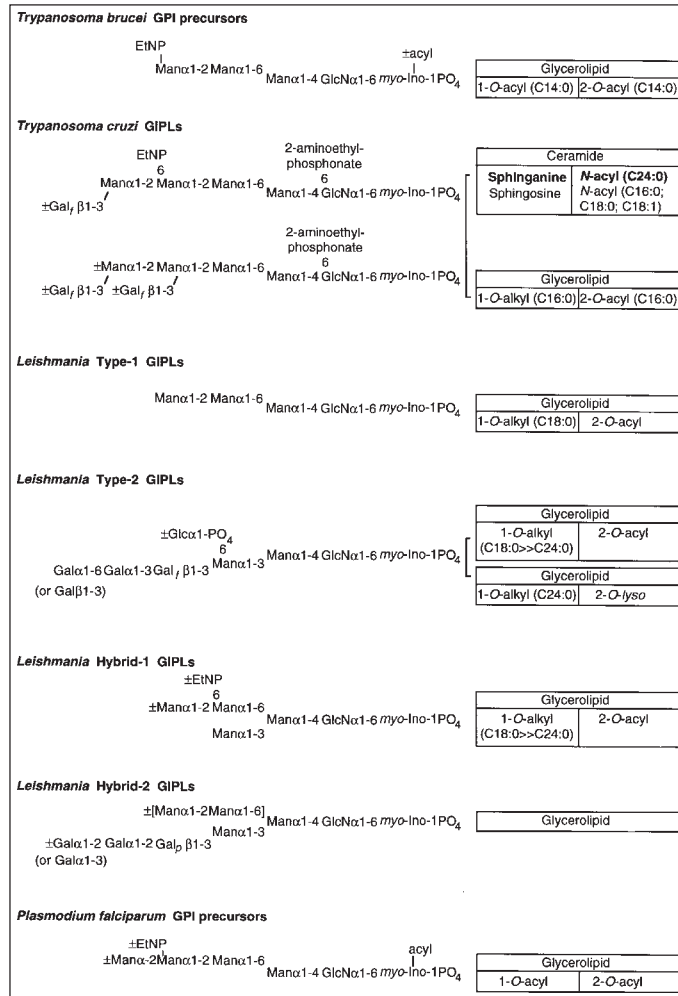 Trypanosoma brucei GPI precursors
EtNP
±acyl
Manα1-2 Manα1-6
Manα1-4 GlcNα1-6 myo-Ino-1PO4
Glycerolipid
1-O-acyl (C14:0) 2-O-acyl (C14:0)
Trypanosoma cruzi GIPLs
EtNP
6
2-aminoethyl-
phosphonate
6
Manα1-2 Manα1-2 Manα1-6
Manα1-4 GlcNα1-6 myo-Ino-1PO4
±Galf β1-3
Ceramide
Sphinganine N-acyl (C24:0)
Sphingosine N-acyl (C16:0;
C18:0; C18:1)
2-aminoethyl-
phosphonate
6
±Manα1-2 Manα1-2 Manα1-6
Manα1-4 GlcNα1-6 myo-Ino-1PO4
±Galf β1-3 ±Galf β1-3
Glycerolipid
1-O-alkyl (C16:0) 2-O-acyl (C16:0)
Leishmania Type-1 GIPLs
Manα1-2 Manα1-6
Manα1-4 GlcNα1-6 myo-Ino-1PO4
Glycerolipid
1-O-alkyl (C18:0) 2-O-acyl
Leishmania Type-2 GIPLs
±Glcα1-PO4
6
Manα1-3
Manα1-4 GlcNα1-6 myo-Ino-1PO4
Galα1-6 Galα1-3 Galf β1-3
(or Galβ1-3)
Glycerolipid
1-O-alkyl 2-O-acyl
(C18:0>>C24:0)
Glycerolipid
1-O-alkyl (C24:0) 2-O-lyso
Leishmania Hybrid-1 GIPLs
±EtNP
6
±Manα1-2 Manα1-6
Manα1-4 GlcNα1-6 myo-Ino-1PO4
Manα1-3
Glycerolipid
1-O-alkyl 2-O-acyl
(C18:0>>C24:0)
Leishmania Hybrid-2 GIPLs
±[Manα1-2Manα1-6]
Manα1-4 GlcNα1-6 myo-Ino-1PO4
Manα1-3
±Galα1-2 Galα1-2 Galp β1-3
(or Galα1-3)
Glycerolipid
Plasmodium falciparum GPI precursors
±EtNP
acyl
±Manα-2Manα1-2 Manα1-6
Manα1-4 GlcNα1-6 myo-Ino-1PO4
Glycerolipid
1-O-acyl 2-O-acyl